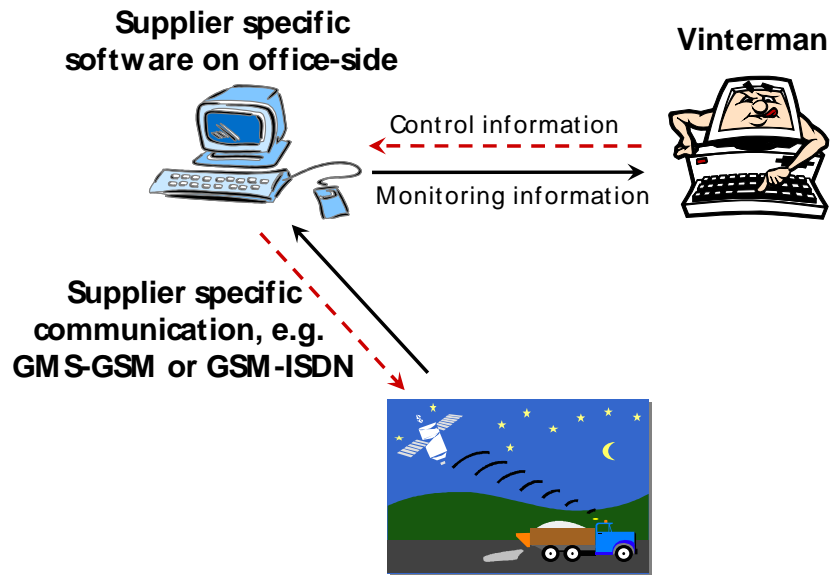 Supplier specific
software on office-side
Vinterman
Control information
Monitoring information
Supplier specific
communication, e.g.
GMS-GSM or GSM-ISDN